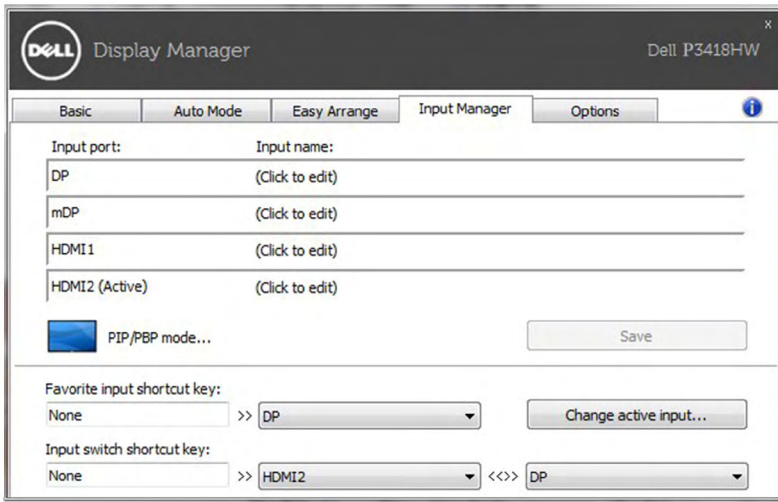 x
DELL Display Manager Dell P3418HW
Basic Auto Mode Easy Arrange Input Manager Options i
Input port: Input name:
DP (Click to edit)
mDP (Click to edit)
HDMI1 (Click to edit)
HDMI2 (Active) (Click to edit)
PIP/PBP mode... Save
Favorite input shortcut key:
None >> DP Change active input...
Input switch shortcut key:
None >> HDMI2 <<>> DP